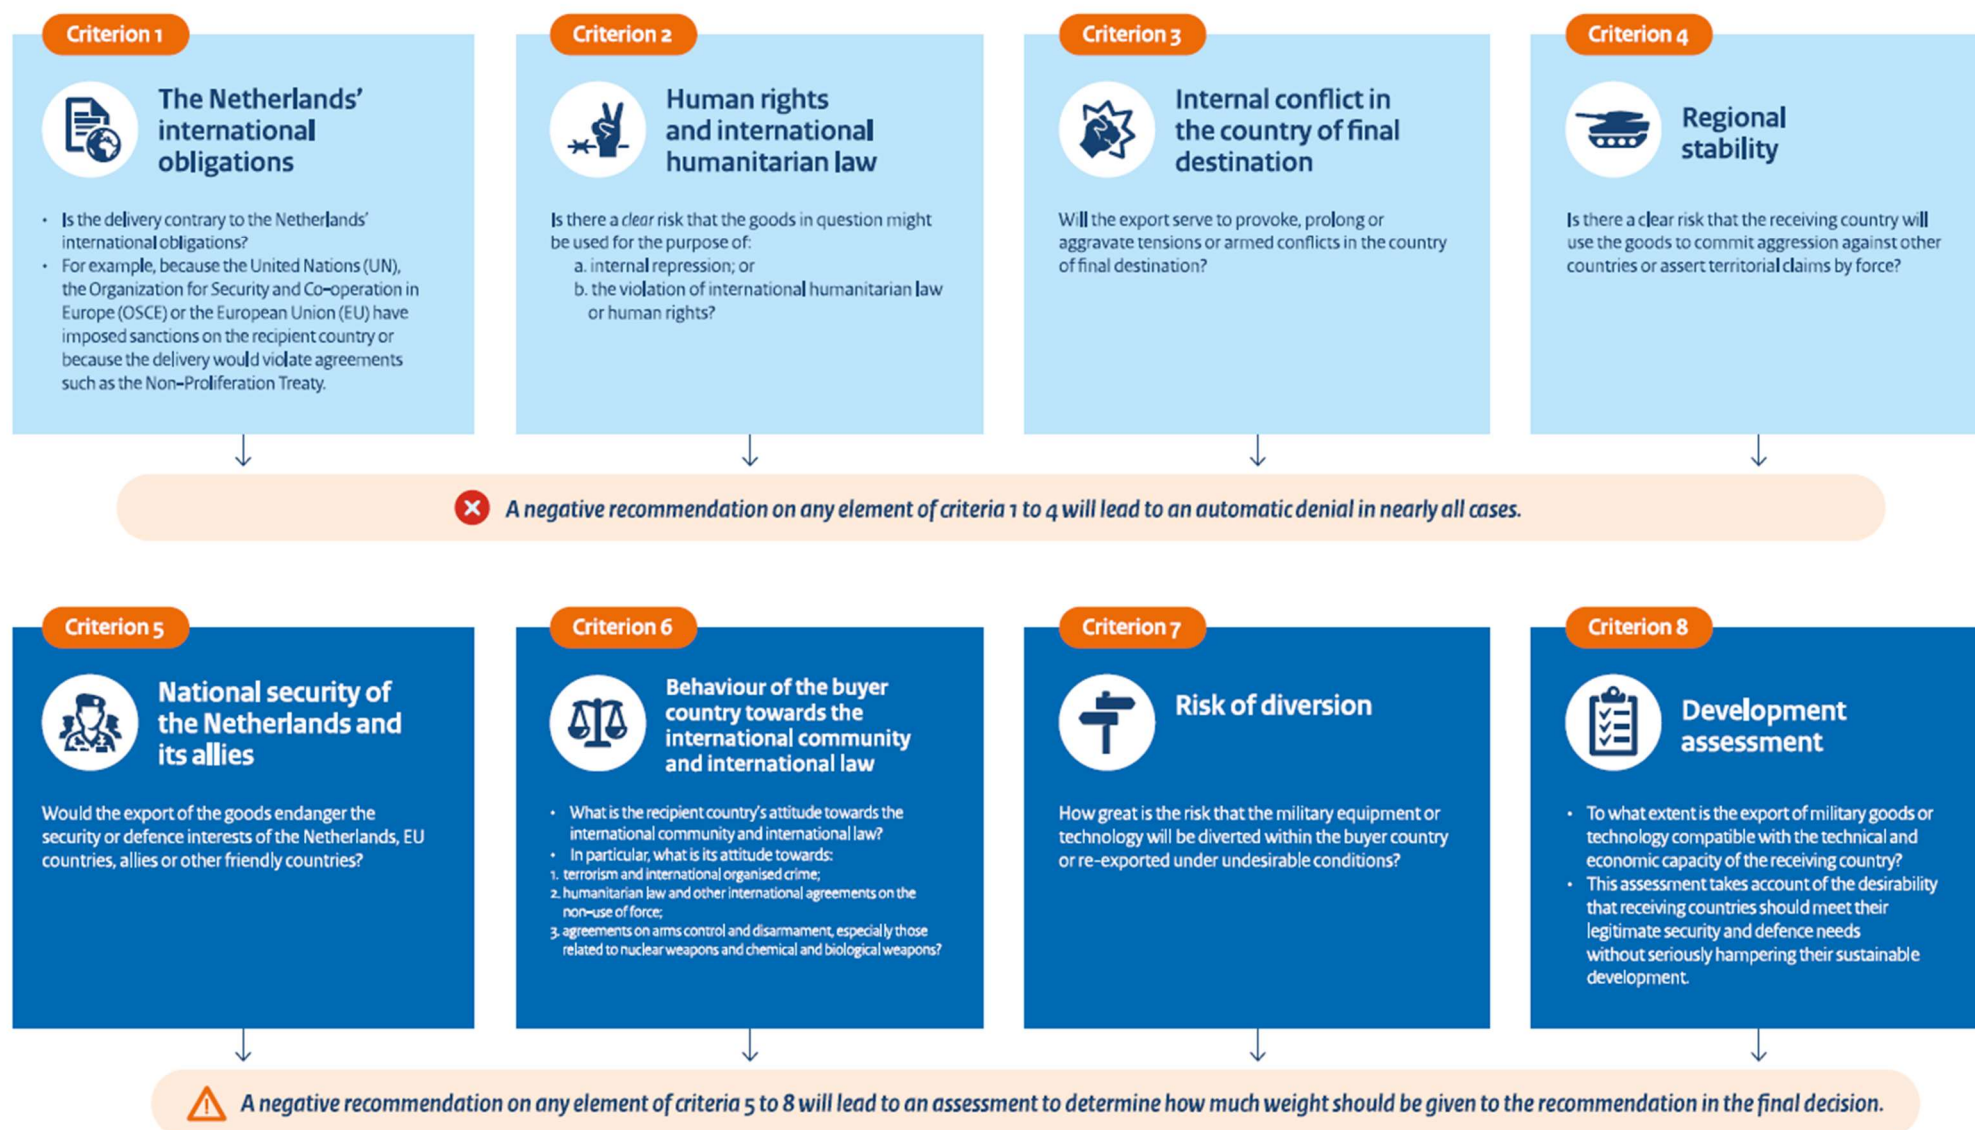 Criterion 1
The Netherlands'
international
obligations
• Is the delivery contrary to the Netherlands'
international obligations?
• For example, because the United Nations (UN),
the Organization for Security and Co-operation in
Europe (OSCE) or the European Union (EU) have
imposed sanctions on the recipient country or
because the delivery would violate agreements
such as the Non-Proliferation Treaty.
Criterion 2
Human rights
and international
humanitarian law
Is there a clear risk that the goods in question might
be used for the purpose of:
a. internal repression; or
b. the violation of international humanitarian law
or human rights?
Criterion 3
Internal conflict in
the country of final
destination
Will the export serve to provoke, prolong or
aggravate tensions or armed conflicts in the country
of final destination?
Criterion 4
Regional
stability
Is there a clear risk that the receiving country will
use the goods to commit aggression against other
countries or assert territorial claims by force?
A negative recommendation on any element of criteria 1 to 4 will lead to an automatic denial in nearly all cases.
Criterion 5
National security of
the Netherlands and
its allies
Would the export of the goods endanger the
security or defence interests of the Netherlands, EU
countries, allies or other friendly countries?
Criterion 6
Behaviour of the buyer
country towards the
international community
and international law
• What is the recipient country's attitude towards the
international community and international law?
• In particular, what is its attitude towards:
1. terrorism and international organised crime;
2. humanitarian law and other international agreements on the
non-use of force;
3. agreements on arms control and disarmament, especially those
related to nuclear weapons and chemical and biological weapons?
Criterion 7
Risk of diversion
How great is the risk that the military equipment or
technology will be diverted within the buyer country
or re-exported under undesirable conditions?
Criterion 8
Development
assessment
• To what extent is the export of military goods or
technology compatible with the technical and
economic capacity of the receiving country?
• This assessment takes account of the desirability
that receiving countries should meet their
legitimate security and defence needs
without seriously hampering their sustainable
development.
A negative recommendation on any element of criteria 5 to 8 will lead to an assessment to determine how much weight should be given to the recommendation in the final decision.